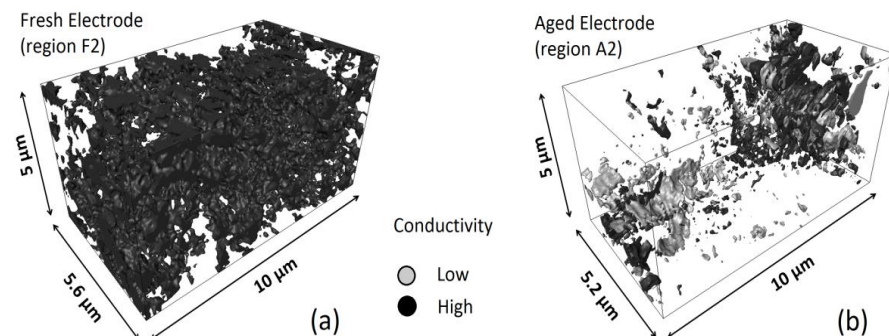 Fresh Electrode
(region F2)
5 μm
5.6 μm
10 μm
(a)
Conductivity
Low
High
Aged Electrode
(region A2)
5 μm
5.2 μm
10 μm
(b)